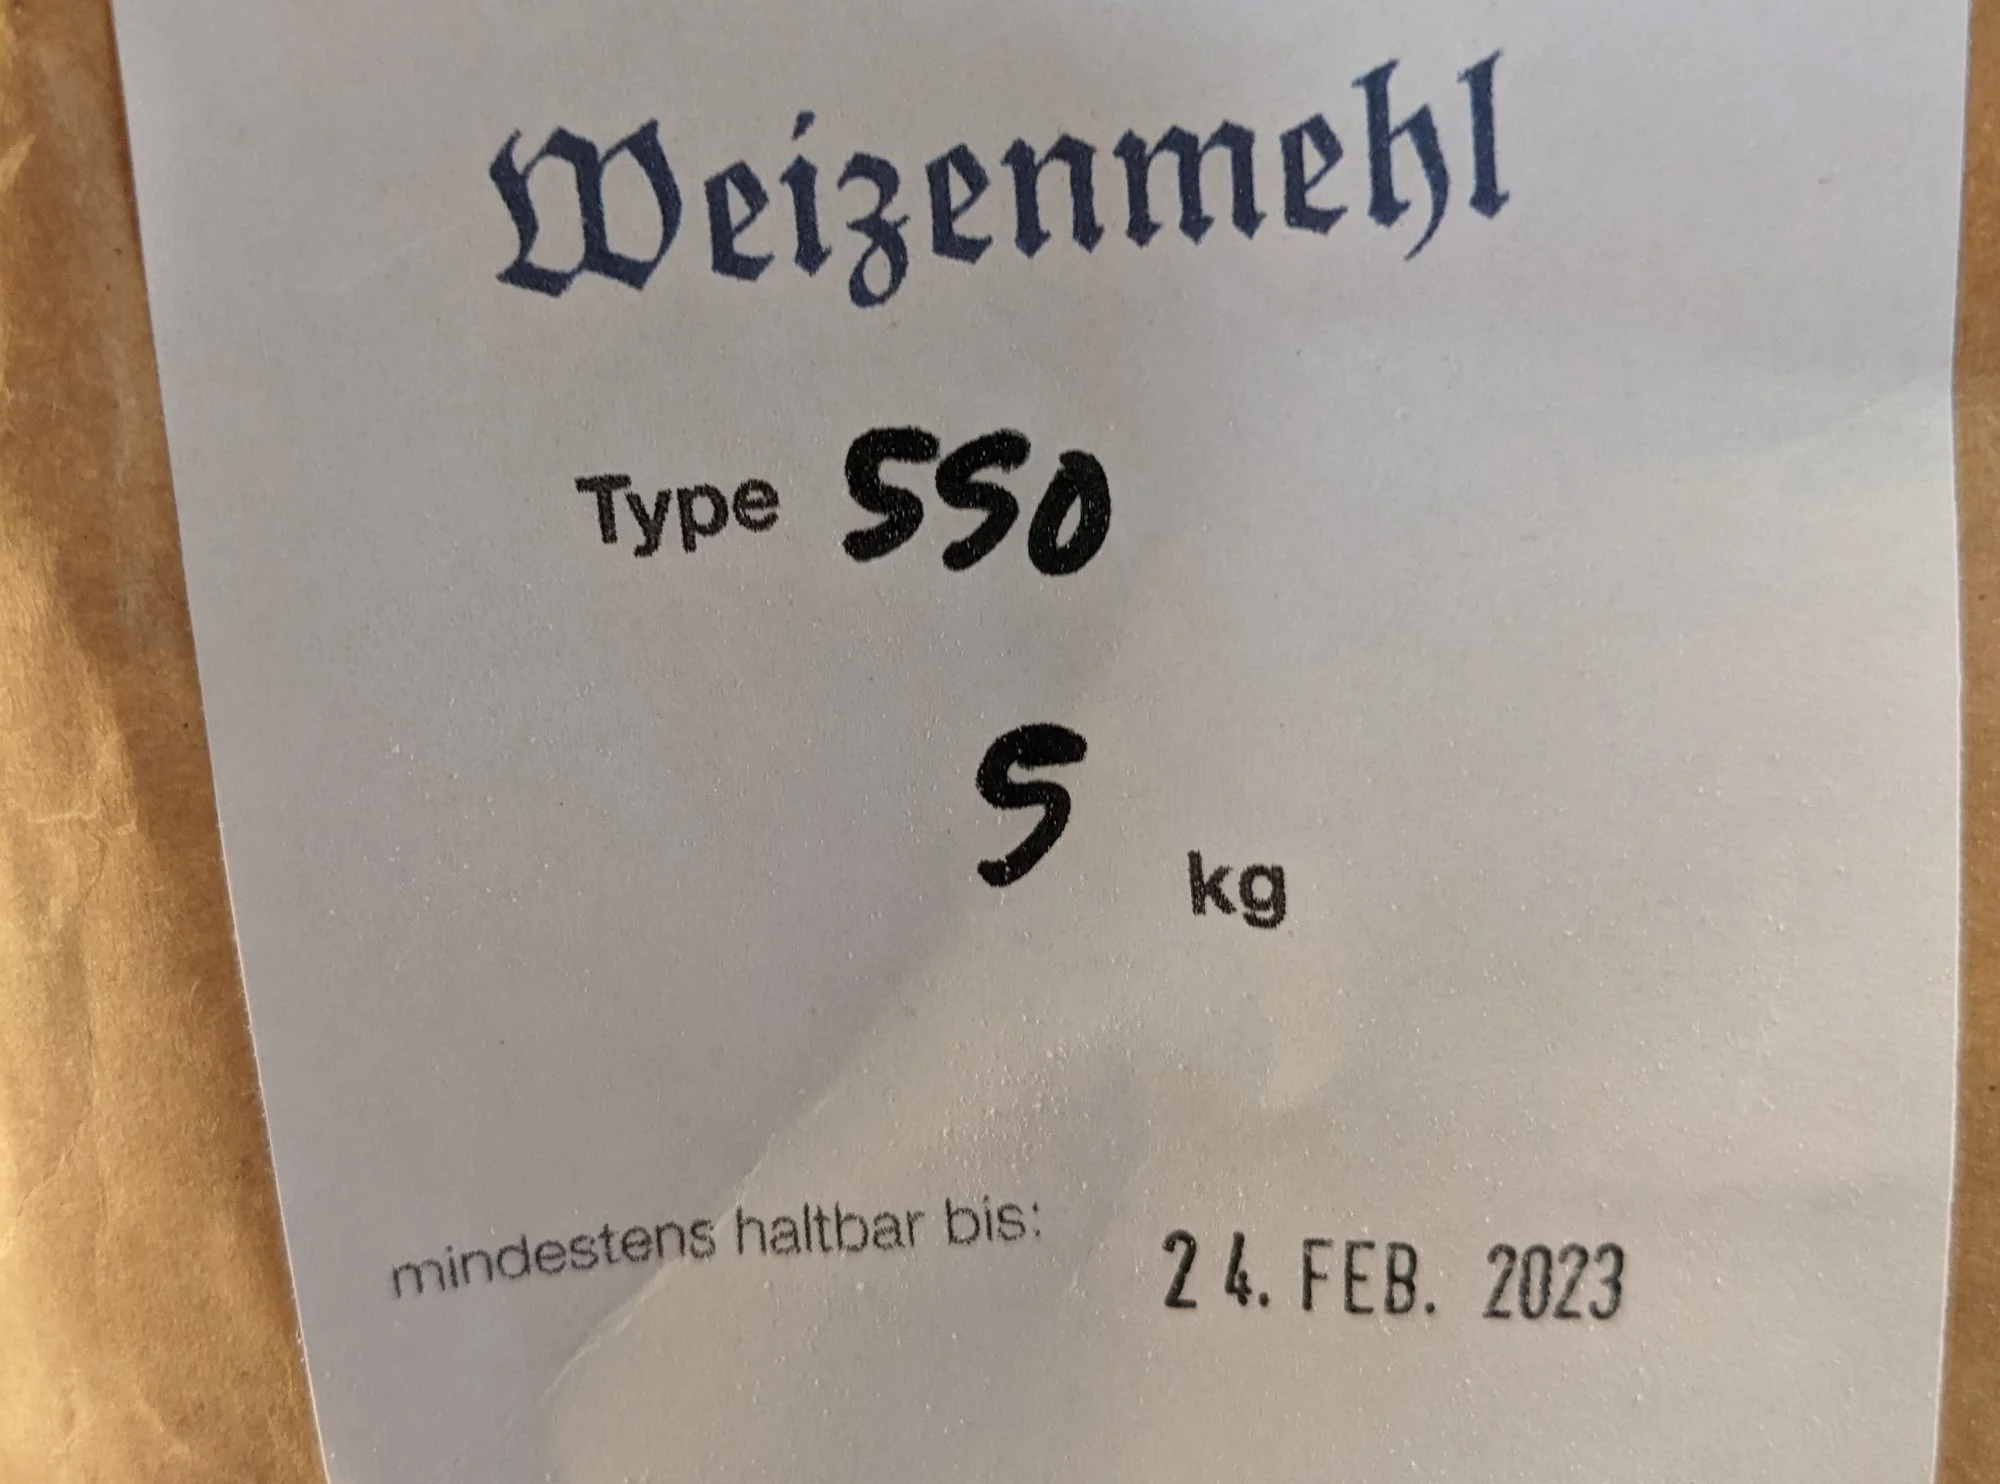 Weizenmehl
Type 550
5 kg
mindestens haltbar bis: 24. FEB. 2023